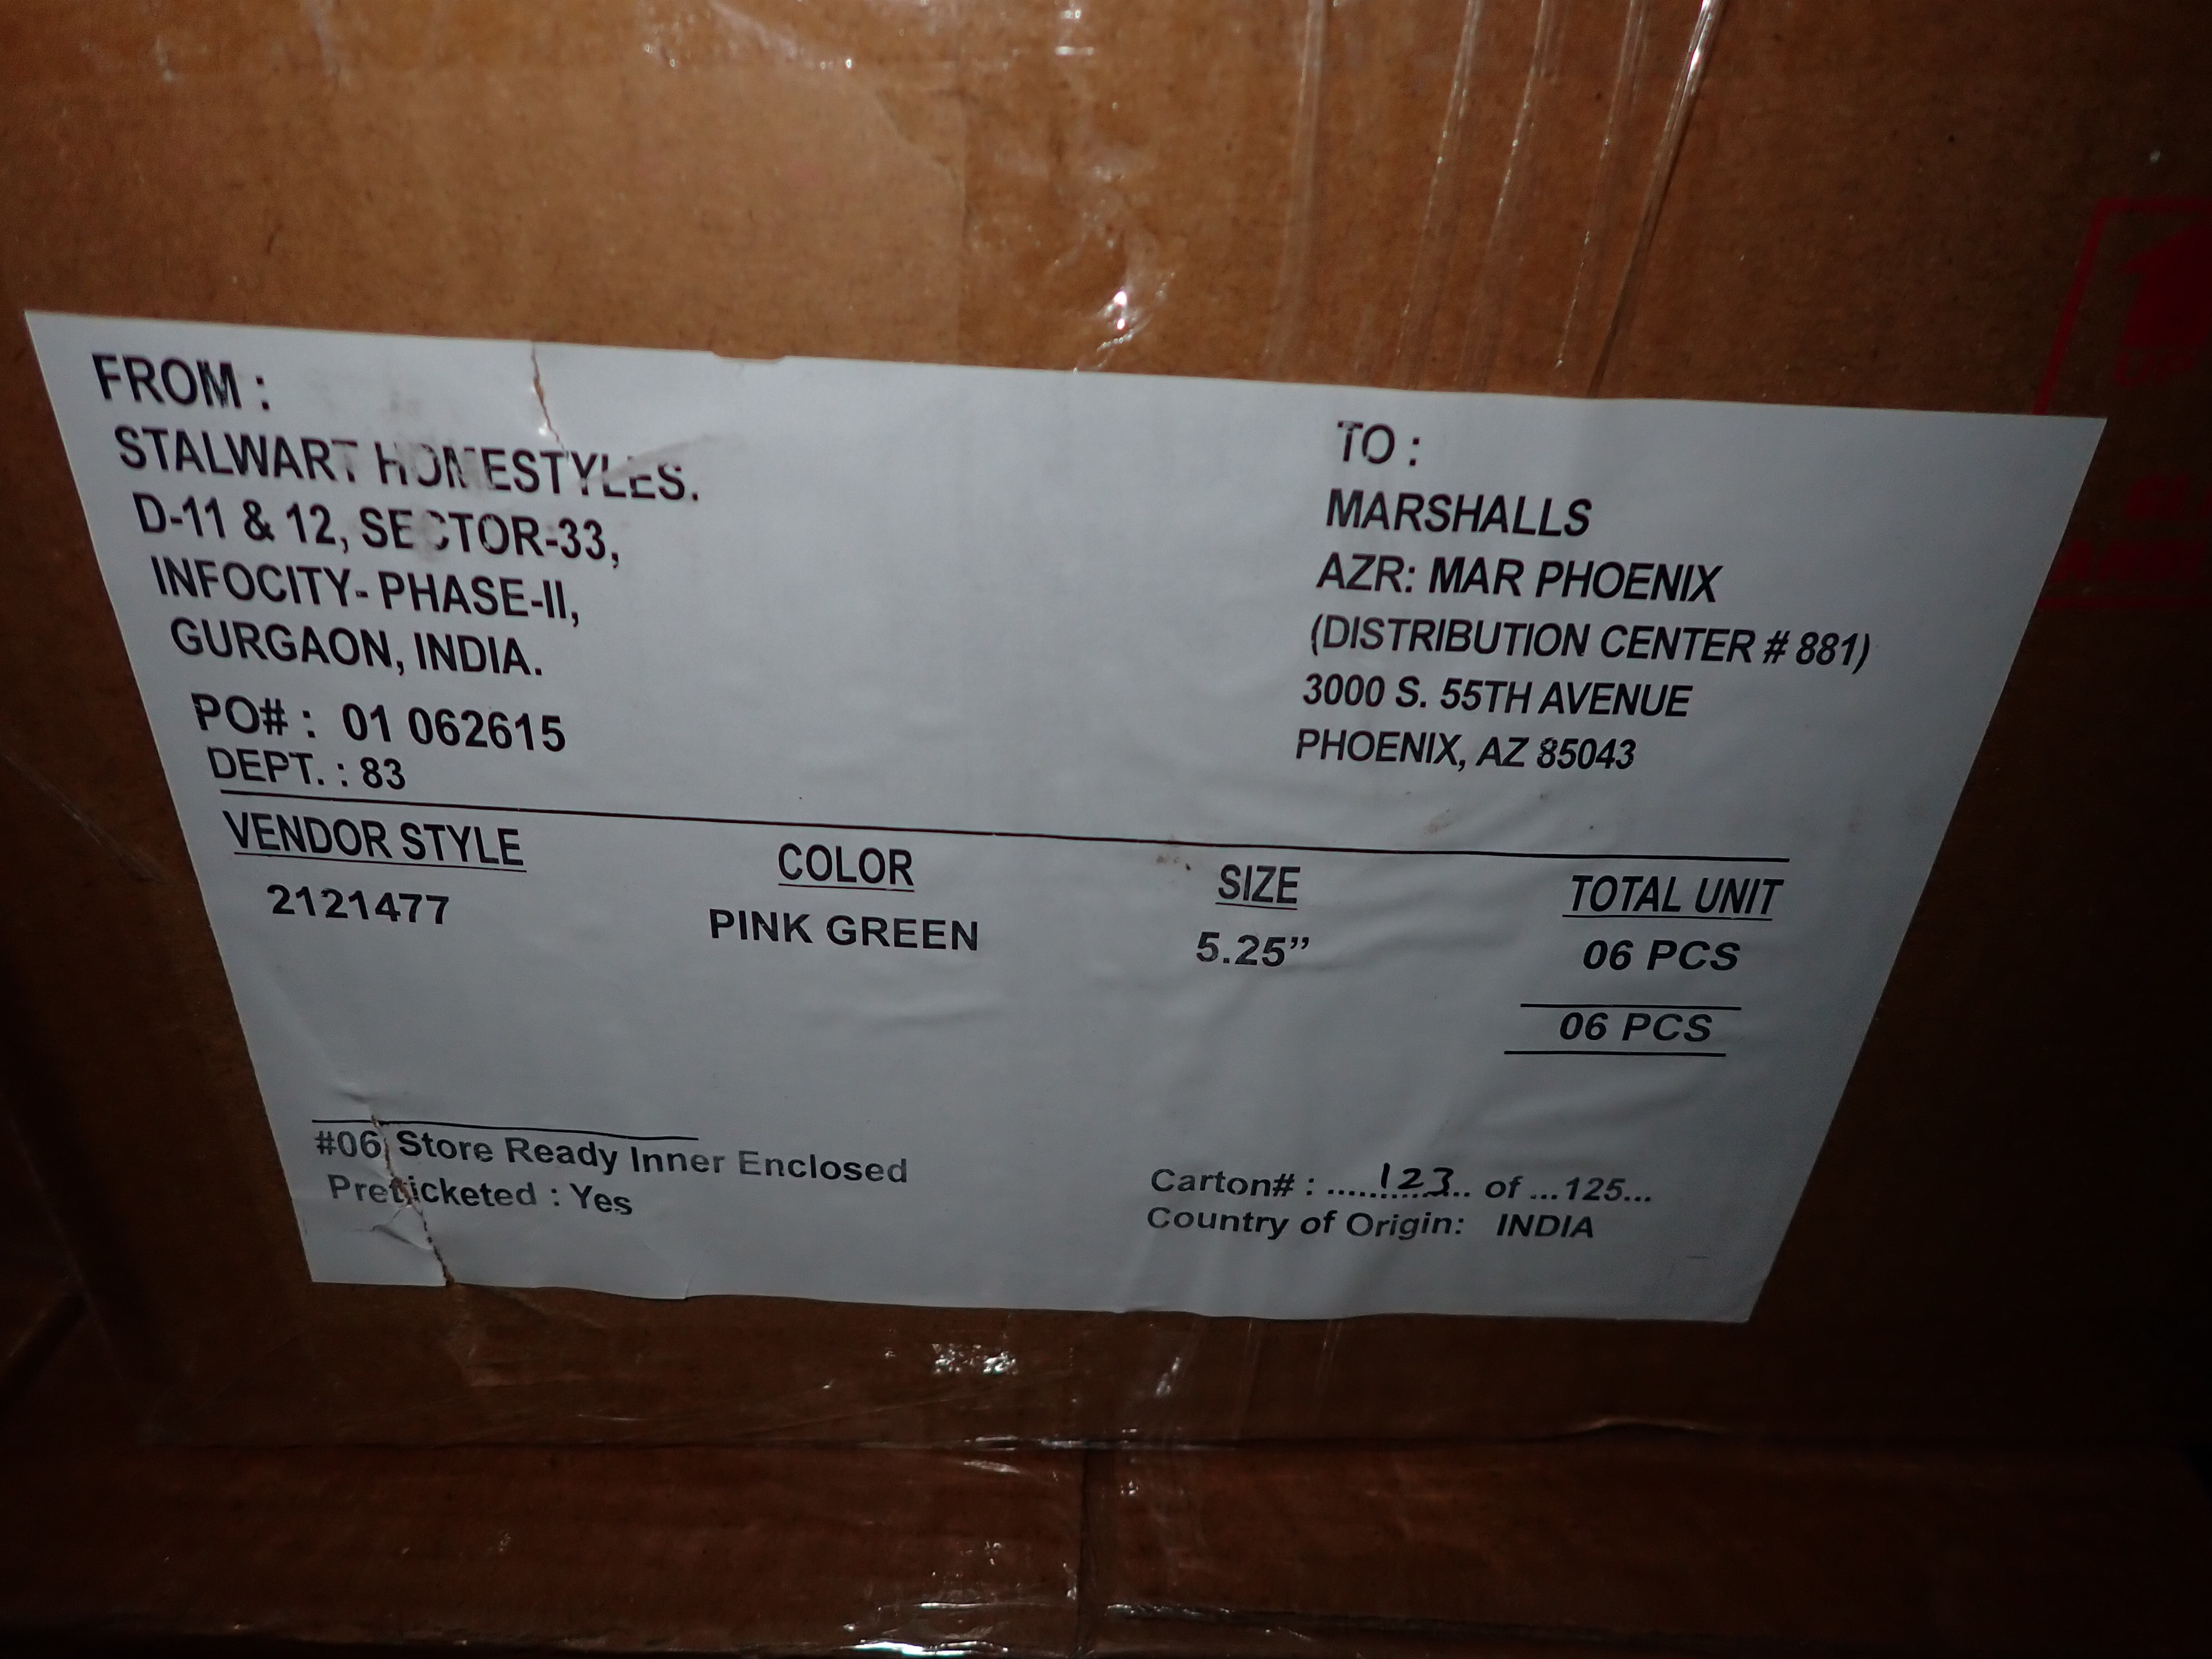 FROM :
STALWART HOMESTYLES.
D-11 & 12, SECTOR-33,
INFOCITY- PHASE-II,
GURGAON, INDIA.
PO# : 01 062615
DEPT. : 83
TO :
MARSHALLS
AZR: MAR PHOENIX
(DISTRIBUTION CENTER # 881)
3000 S. 55TH AVENUE
PHOENIX, AZ 85043
VENDOR STYLE COLOR SIZE TOTAL UNIT
2121477 PINK GREEN 5.25” 06 PCS
06 PCS
#06 Store Ready Inner Enclosed
Preticketed : Yes
Carton# : ......123..... of ...125...
Country of Origin: INDIA